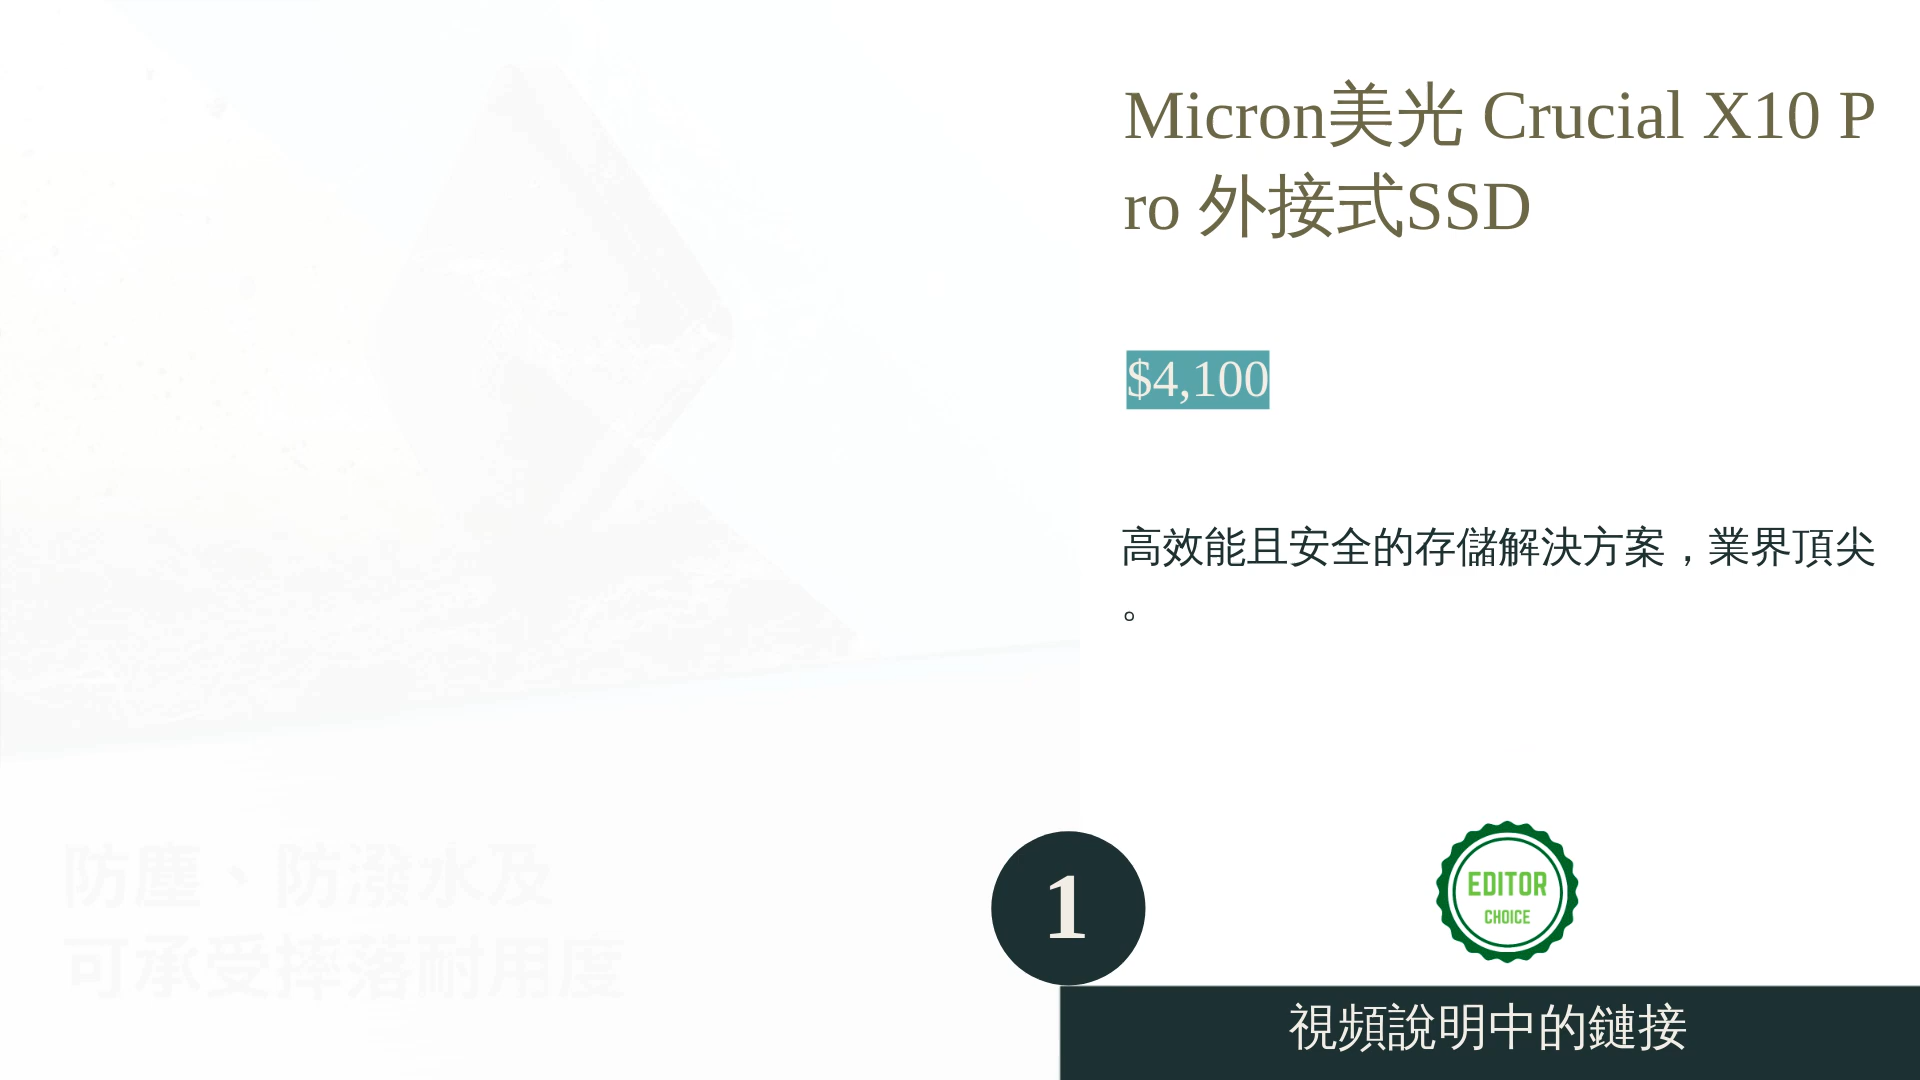 Micron美光 Crucial X10 P
ro 外接式SSD
$4,100
高效能且安全的存儲解決方案，業界頂尖
。
防塵、防潑水及
可承受摔落耐用度
1
EDITOR
CHOICE
視頻說明中的鏈接